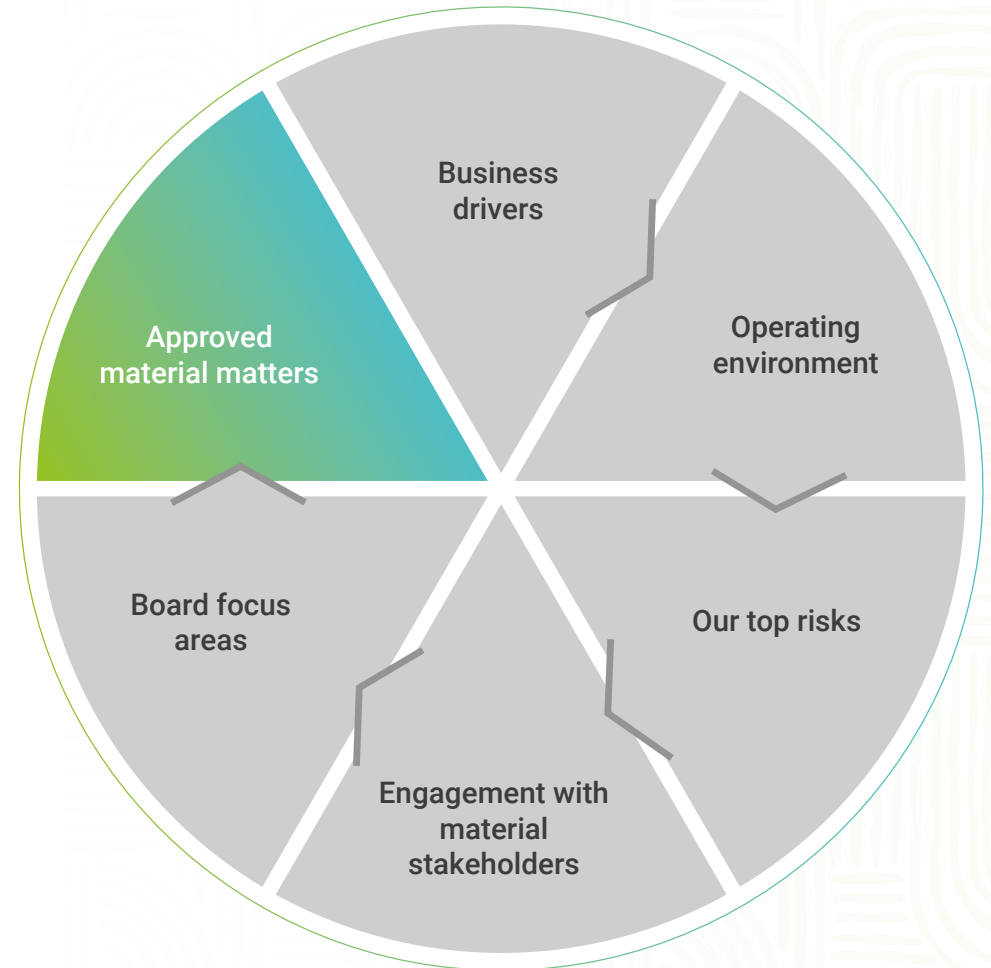 Business
drivers
Operating
environment
Our top risks
Engagement with
material
stakeholders
Board focus
areas
Approved
material matters